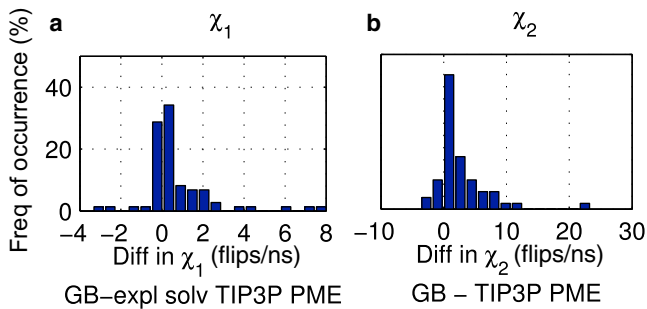 a
χ1
b
χ2
Freq of occurrence (%)
40
20
0
−4 −2 0 2 4 6 8
−10 0 10 20 30
Diff in χ1 (flips/ns)
Diff in χ2 (flips/ns)
GB−expl solv TIP3P PME
GB − TIP3P PME